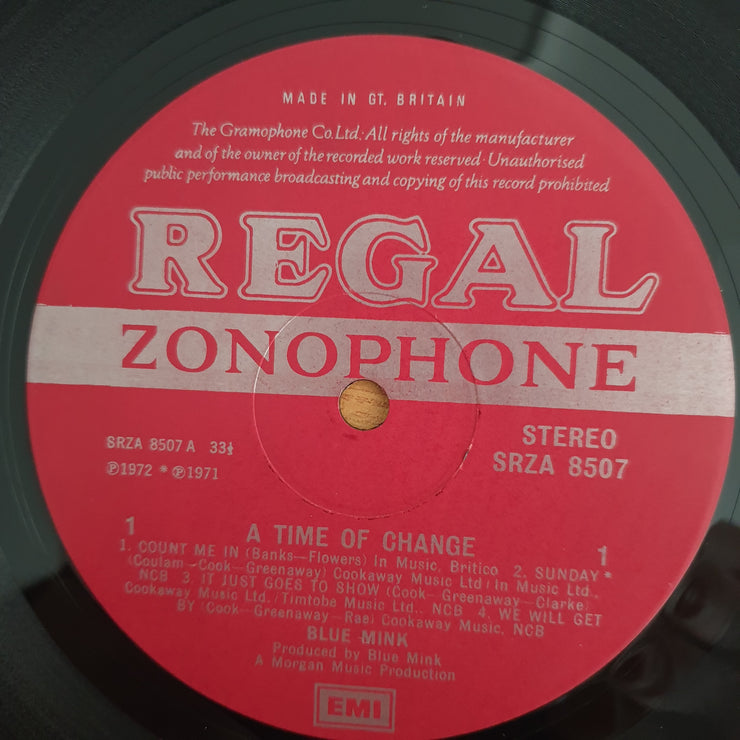 MADE IN GT. BRITAIN
The Gramophone Co.Ltd. All rights of the manufacturer
and of the owner of the recorded work reserved · Unauthorised
public performance broadcasting and copying of this record prohibited
REGAL
ZONOPHONE
SRZA 8507 A 33⅓
STEREO
SRZA 8507
℗1972 * ℗1971
1 A TIME OF CHANGE 1
1. COUNT ME IN (Banks—Flowers) In Music, Britico 2. SUNDAY*
(Coulam—Cook—Greenaway) Cookaway Music Ltd / In Music Ltd.,
NCB 3. IT JUST GOES TO SHOW (Cook—Greenaway—Clarke)
Cookaway Music Ltd. / Timtoba Music Ltd., NCB 4. WE WILL GET
BY (Cook—Greenaway—Rae) Cookaway Music, NCB
BLUE MINK
Produced by Blue Mink
A Morgan Music Production
EMI